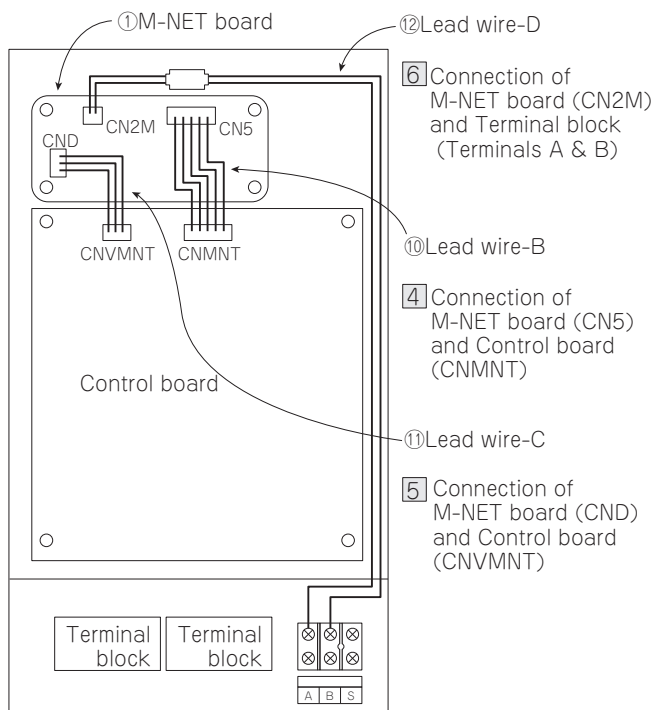 ①M-NET board
⑫Lead wire-D
6 Connection of
M-NET board (CN2M)
and Terminal block
(Terminals A & B)
CN2M
CN5
CND
CNVMNT
CNMNT
⑩Lead wire-B
4 Connection of
M-NET board (CN5)
and Control board
(CNMNT)
Control board
⑪Lead wire-C
5 Connection of
M-NET board (CND)
and Control board
(CNVMNT)
Terminal
block
Terminal
block
A B S